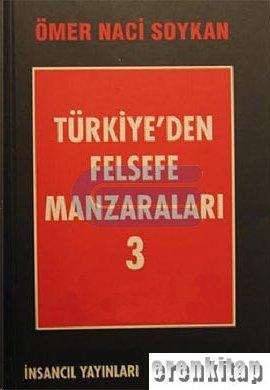 ÖMER NACİ SOYKAN
TÜRKİYE'DEN
FELSEFE
MANZARALARI
3
İNSANCIL YAYINLARI
erenkitap